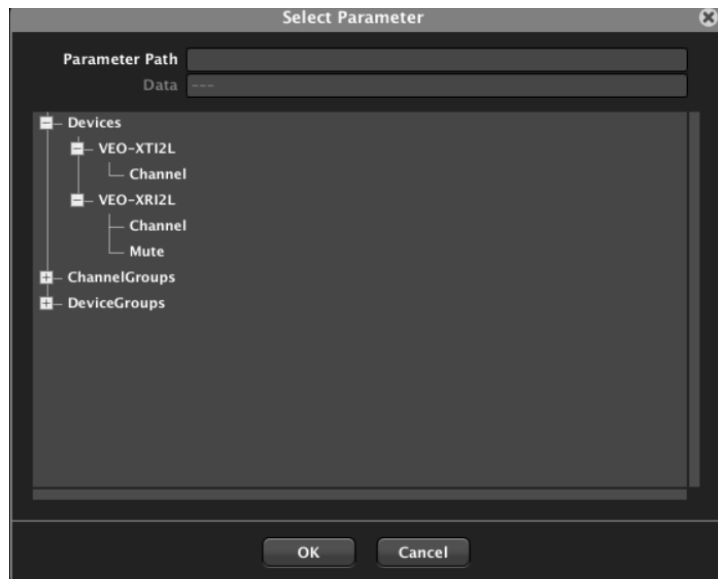 Select Parameter
Parameter Path
Data ---
Devices
VEO-XTI2L
Channel
VEO-XRI2L
Channel
Mute
ChannelGroups
DeviceGroups
OK Cancel